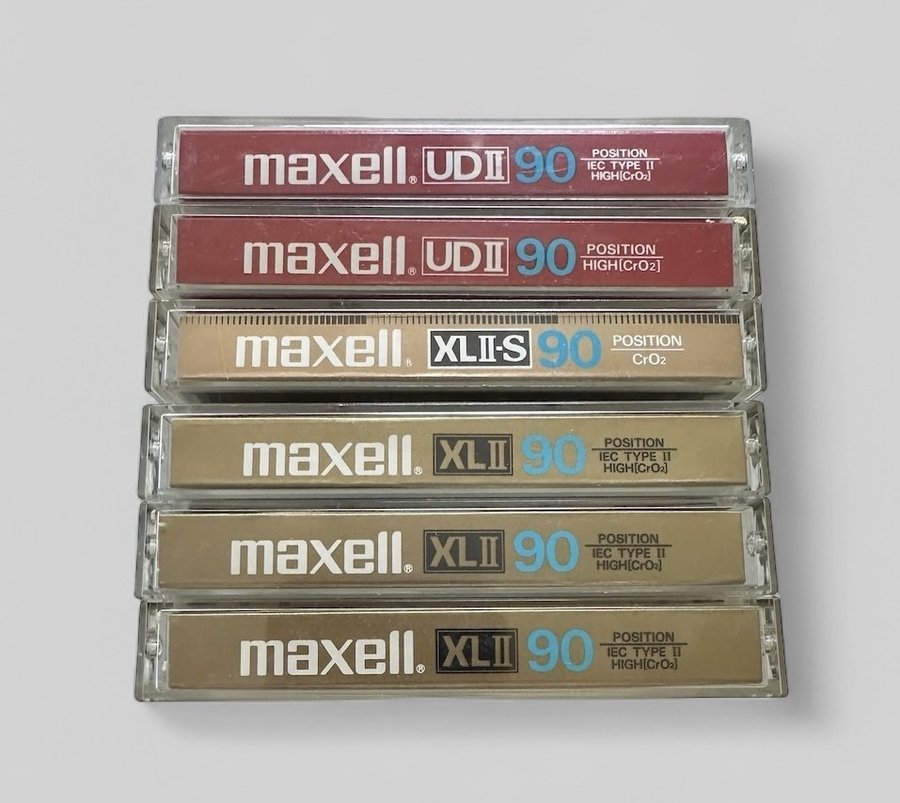 maxell® UDII 90 POSITION
IEC TYPE II
HIGH[CrO₂]
maxell® UDII 90 POSITION
HIGH[CrO₂]
maxell® XLII-S 90 POSITION
CrO₂
maxell® XLII 90 POSITION
IEC TYPE II
HIGH[CrO₂]
maxell® XLII 90 POSITION
IEC TYPE II
HIGH[CrO₂]
maxell® XLII 90 POSITION
IEC TYPE II
HIGH[CrO₂]